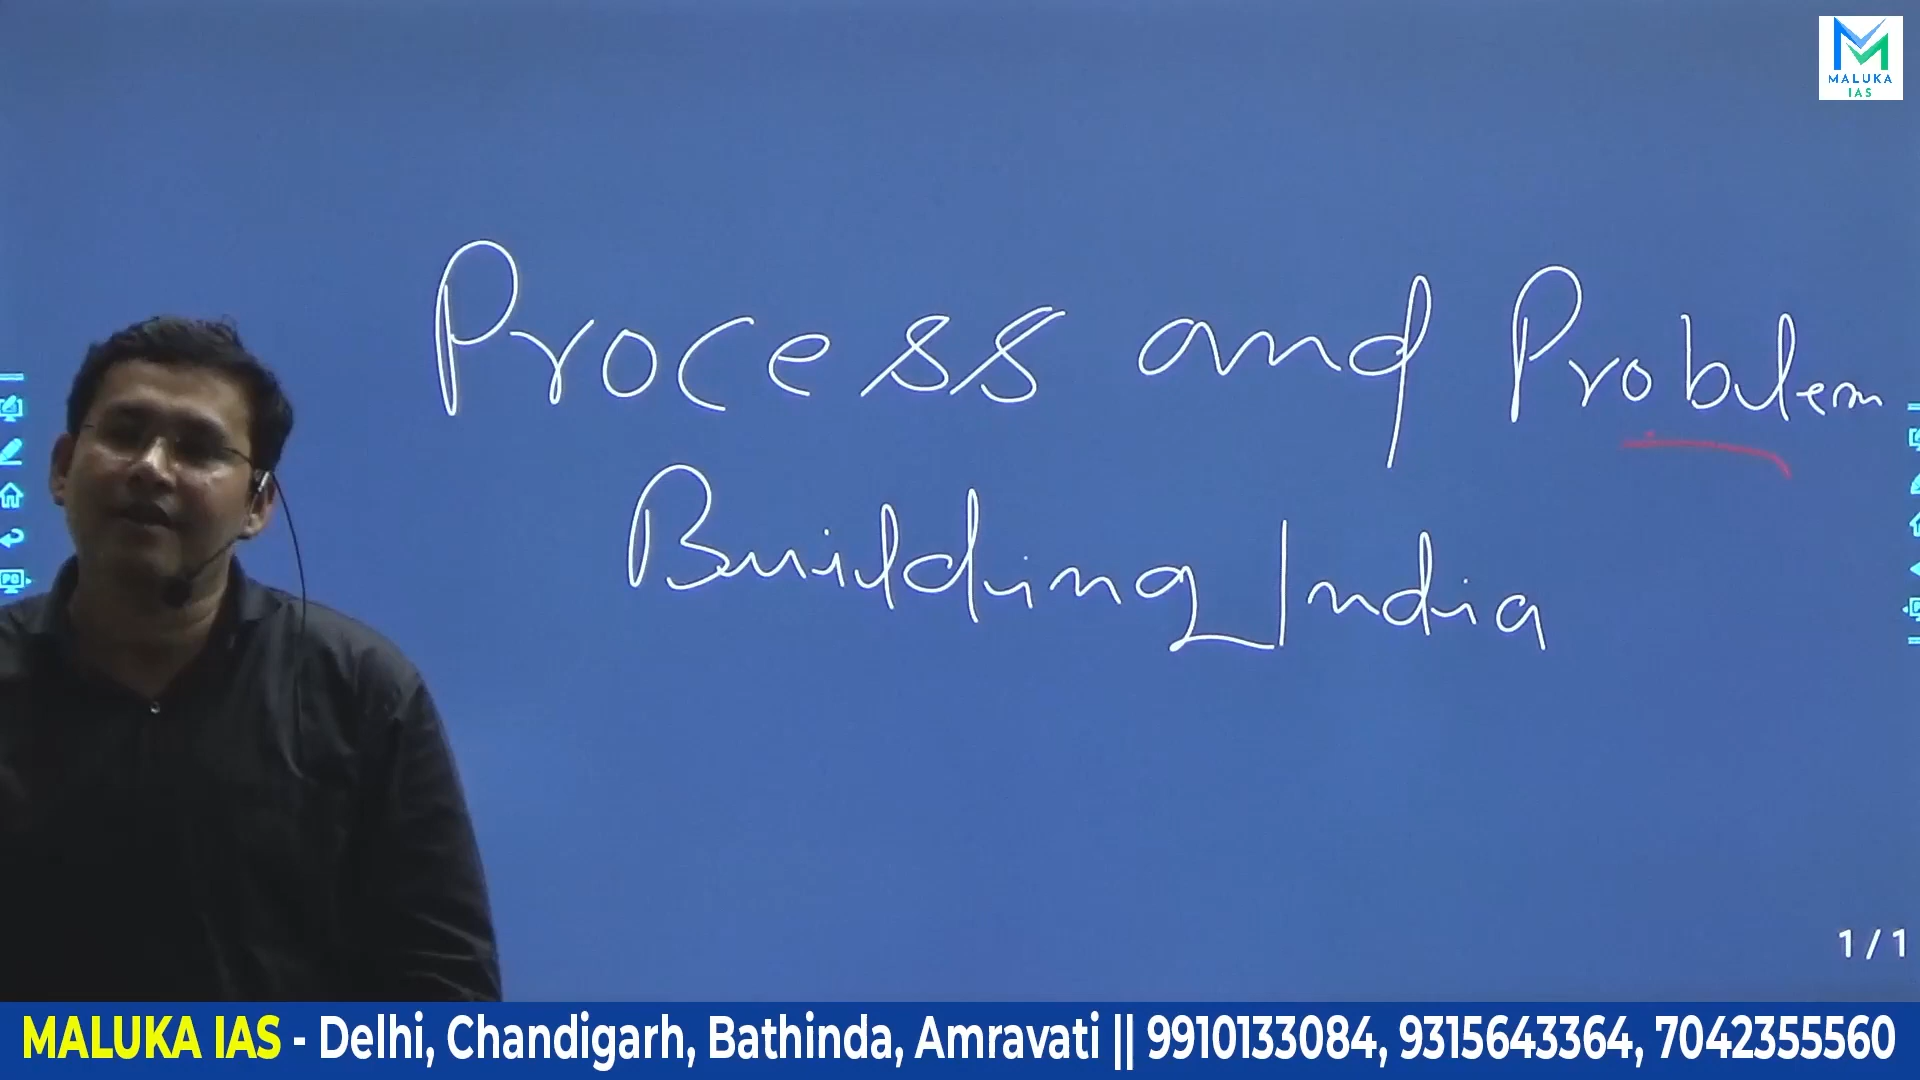 MALUKA
IAS
Process and Problem
Building India
1 / 1
MALUKA IAS - Delhi, Chandigarh, Bathinda, Amravati || 9910133084, 9315643364, 7042355560